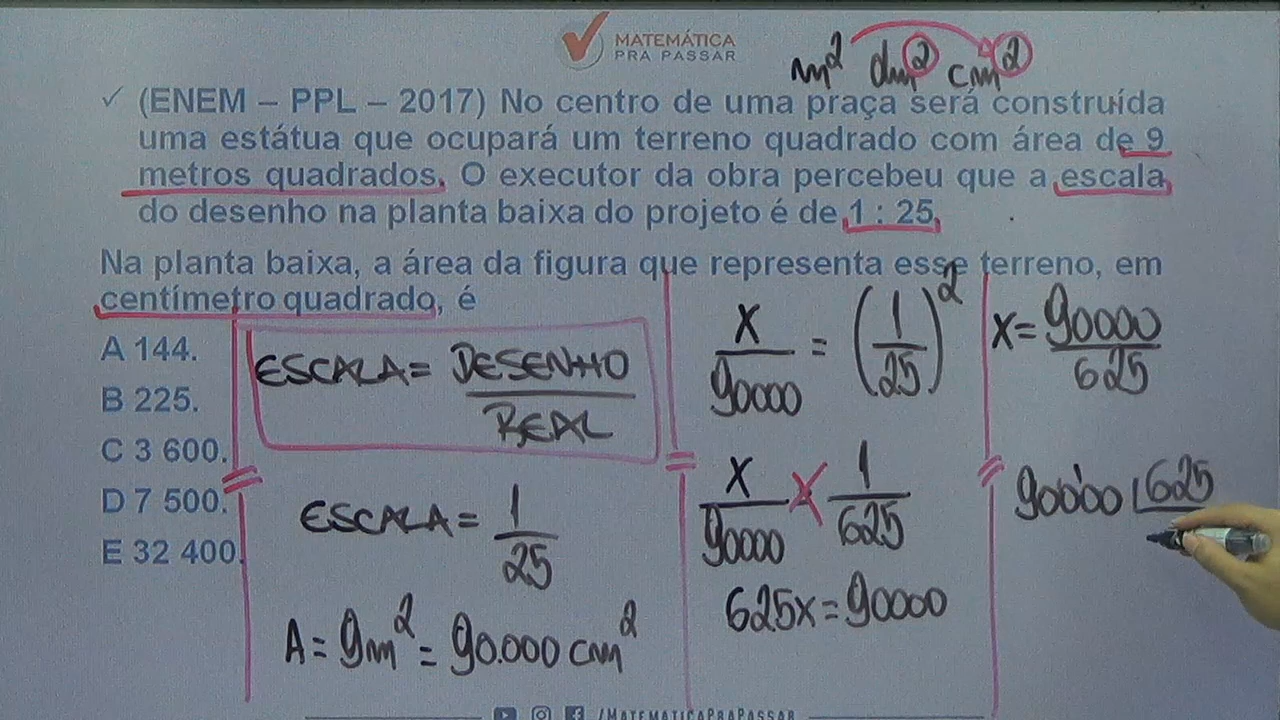 MATEMÁTICA
PRA PASSAR
m² dm² cm²
✓ (ENEM – PPL – 2017) No centro de uma praça será construída
uma estátua que ocupará um terreno quadrado com área de 9
metros quadrados. O executor da obra percebeu que a escala
do desenho na planta baixa do projeto é de 1 : 25.
Na planta baixa, a área da figura que representa esse terreno, em
centímetro quadrado, é
A 144.
B 225.
C 3 600.
D 7 500.
E 32 400.
ESCALA = DESENHO / REAL
ESCALA = 1 / 25
A = 9m² = 90.000 cm²
x / 90000 = (1 / 25)²
x / 90000 X 1 / 625
625x = 90000
x = 90000 / 625
90000 | 625
/MATEMATICAPRAPASSAR